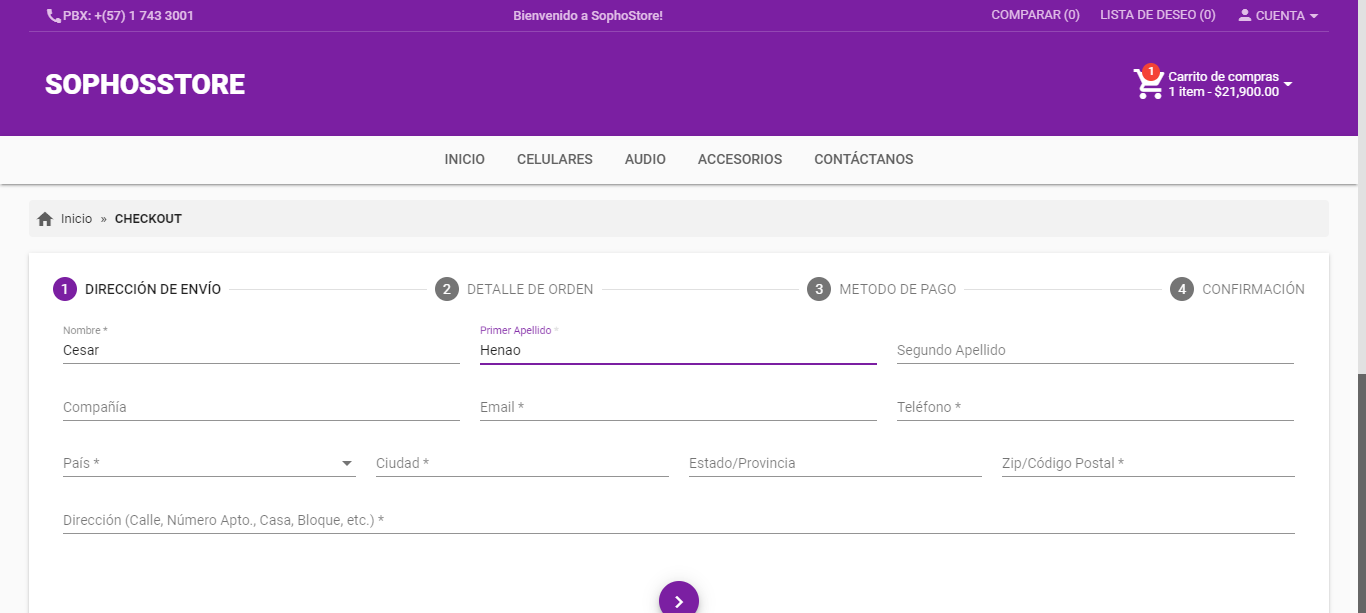 PBX: +(57) 1 743 3001
Bienvenido a SophoStore!
COMPARAR (0)
LISTA DE DESEO (0)
CUENTA
SOPHOSSTORE
1
Carrito de compras
1 item - $21,900.00
INICIO
CELULARES
AUDIO
ACCESORIOS
CONTÁCTANOS
Inicio » CHECKOUT
1 DIRECCIÓN DE ENVÍO
2 DETALLE DE ORDEN
3 METODO DE PAGO
4 CONFIRMACIÓN
Nombre *
Cesar
Primer Apellido *
Henao
Segundo Apellido
Compañía
Email *
Teléfono *
País *
Ciudad *
Estado/Provincia
Zip/Código Postal *
Dirección (Calle, Número Apto., Casa, Bloque, etc.) *